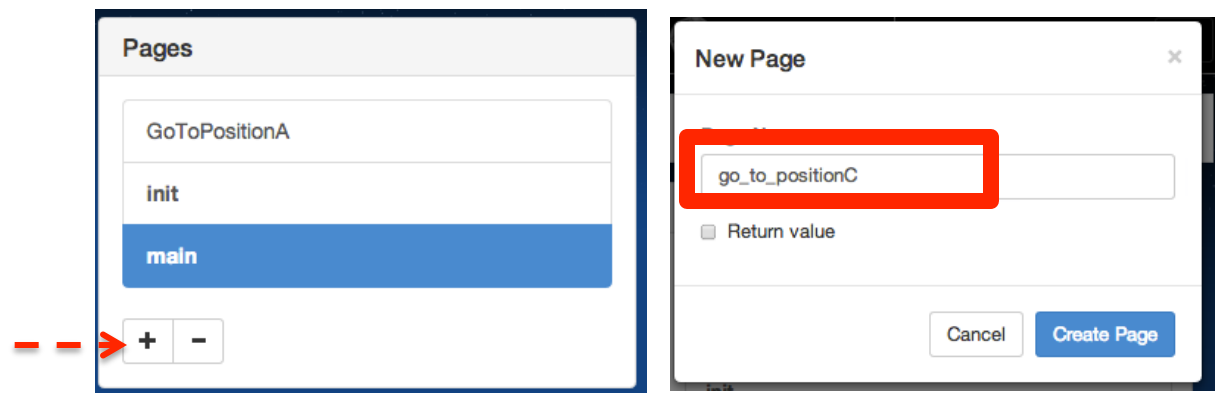 Pages
GoToPositionA
init
main
+ −
New Page
×
go_to_positionC
Return value
Cancel
Create Page